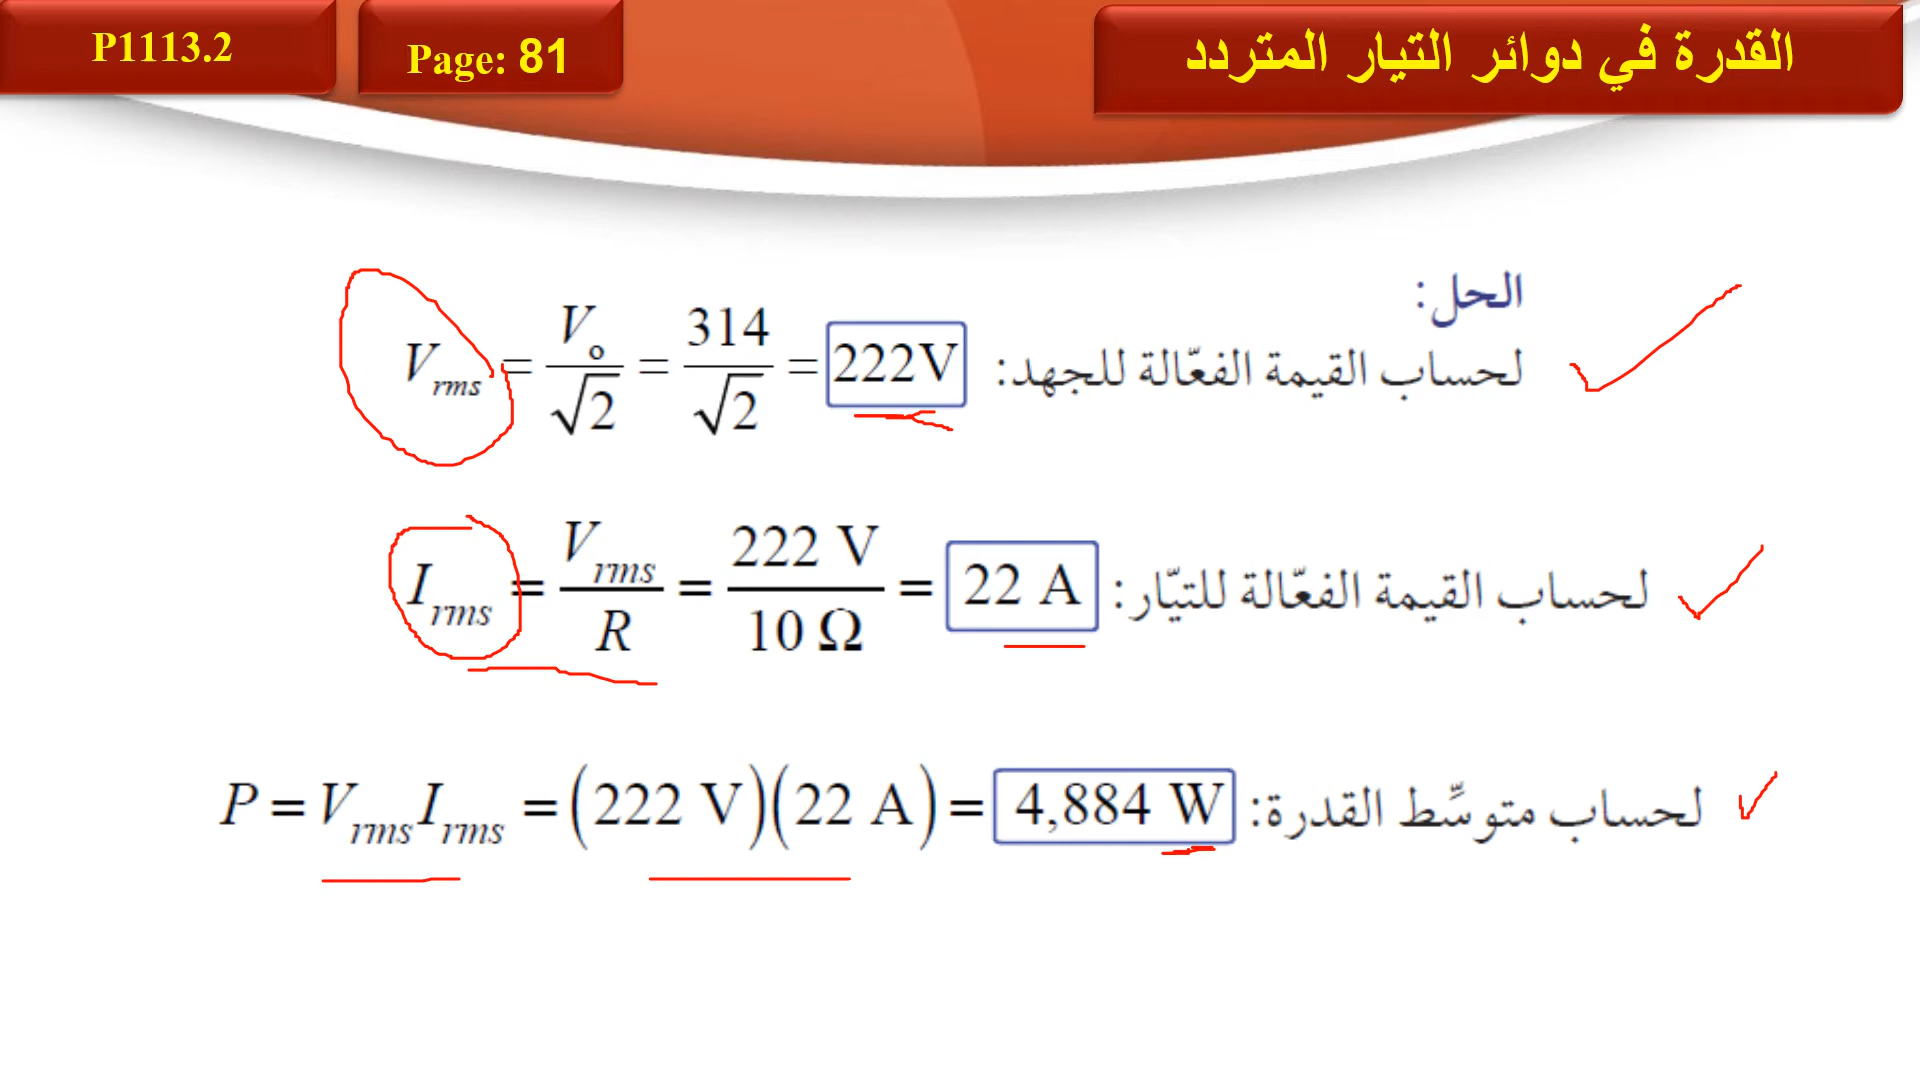 P1113.2
Page: 81
القدرة في دوائر التيار المتردد
الحل:
لحساب القيمة الفعّالة للجهد: V_rms = V_o/√2 = 314/√2 = 222V
لحساب القيمة الفعّالة للتيّار: I_rms = V_rms/R = 222 V/10 Ω = 22 A
لحساب متوسِّط القدرة: P = V_rms I_rms = (222 V)(22 A) = 4,884 W